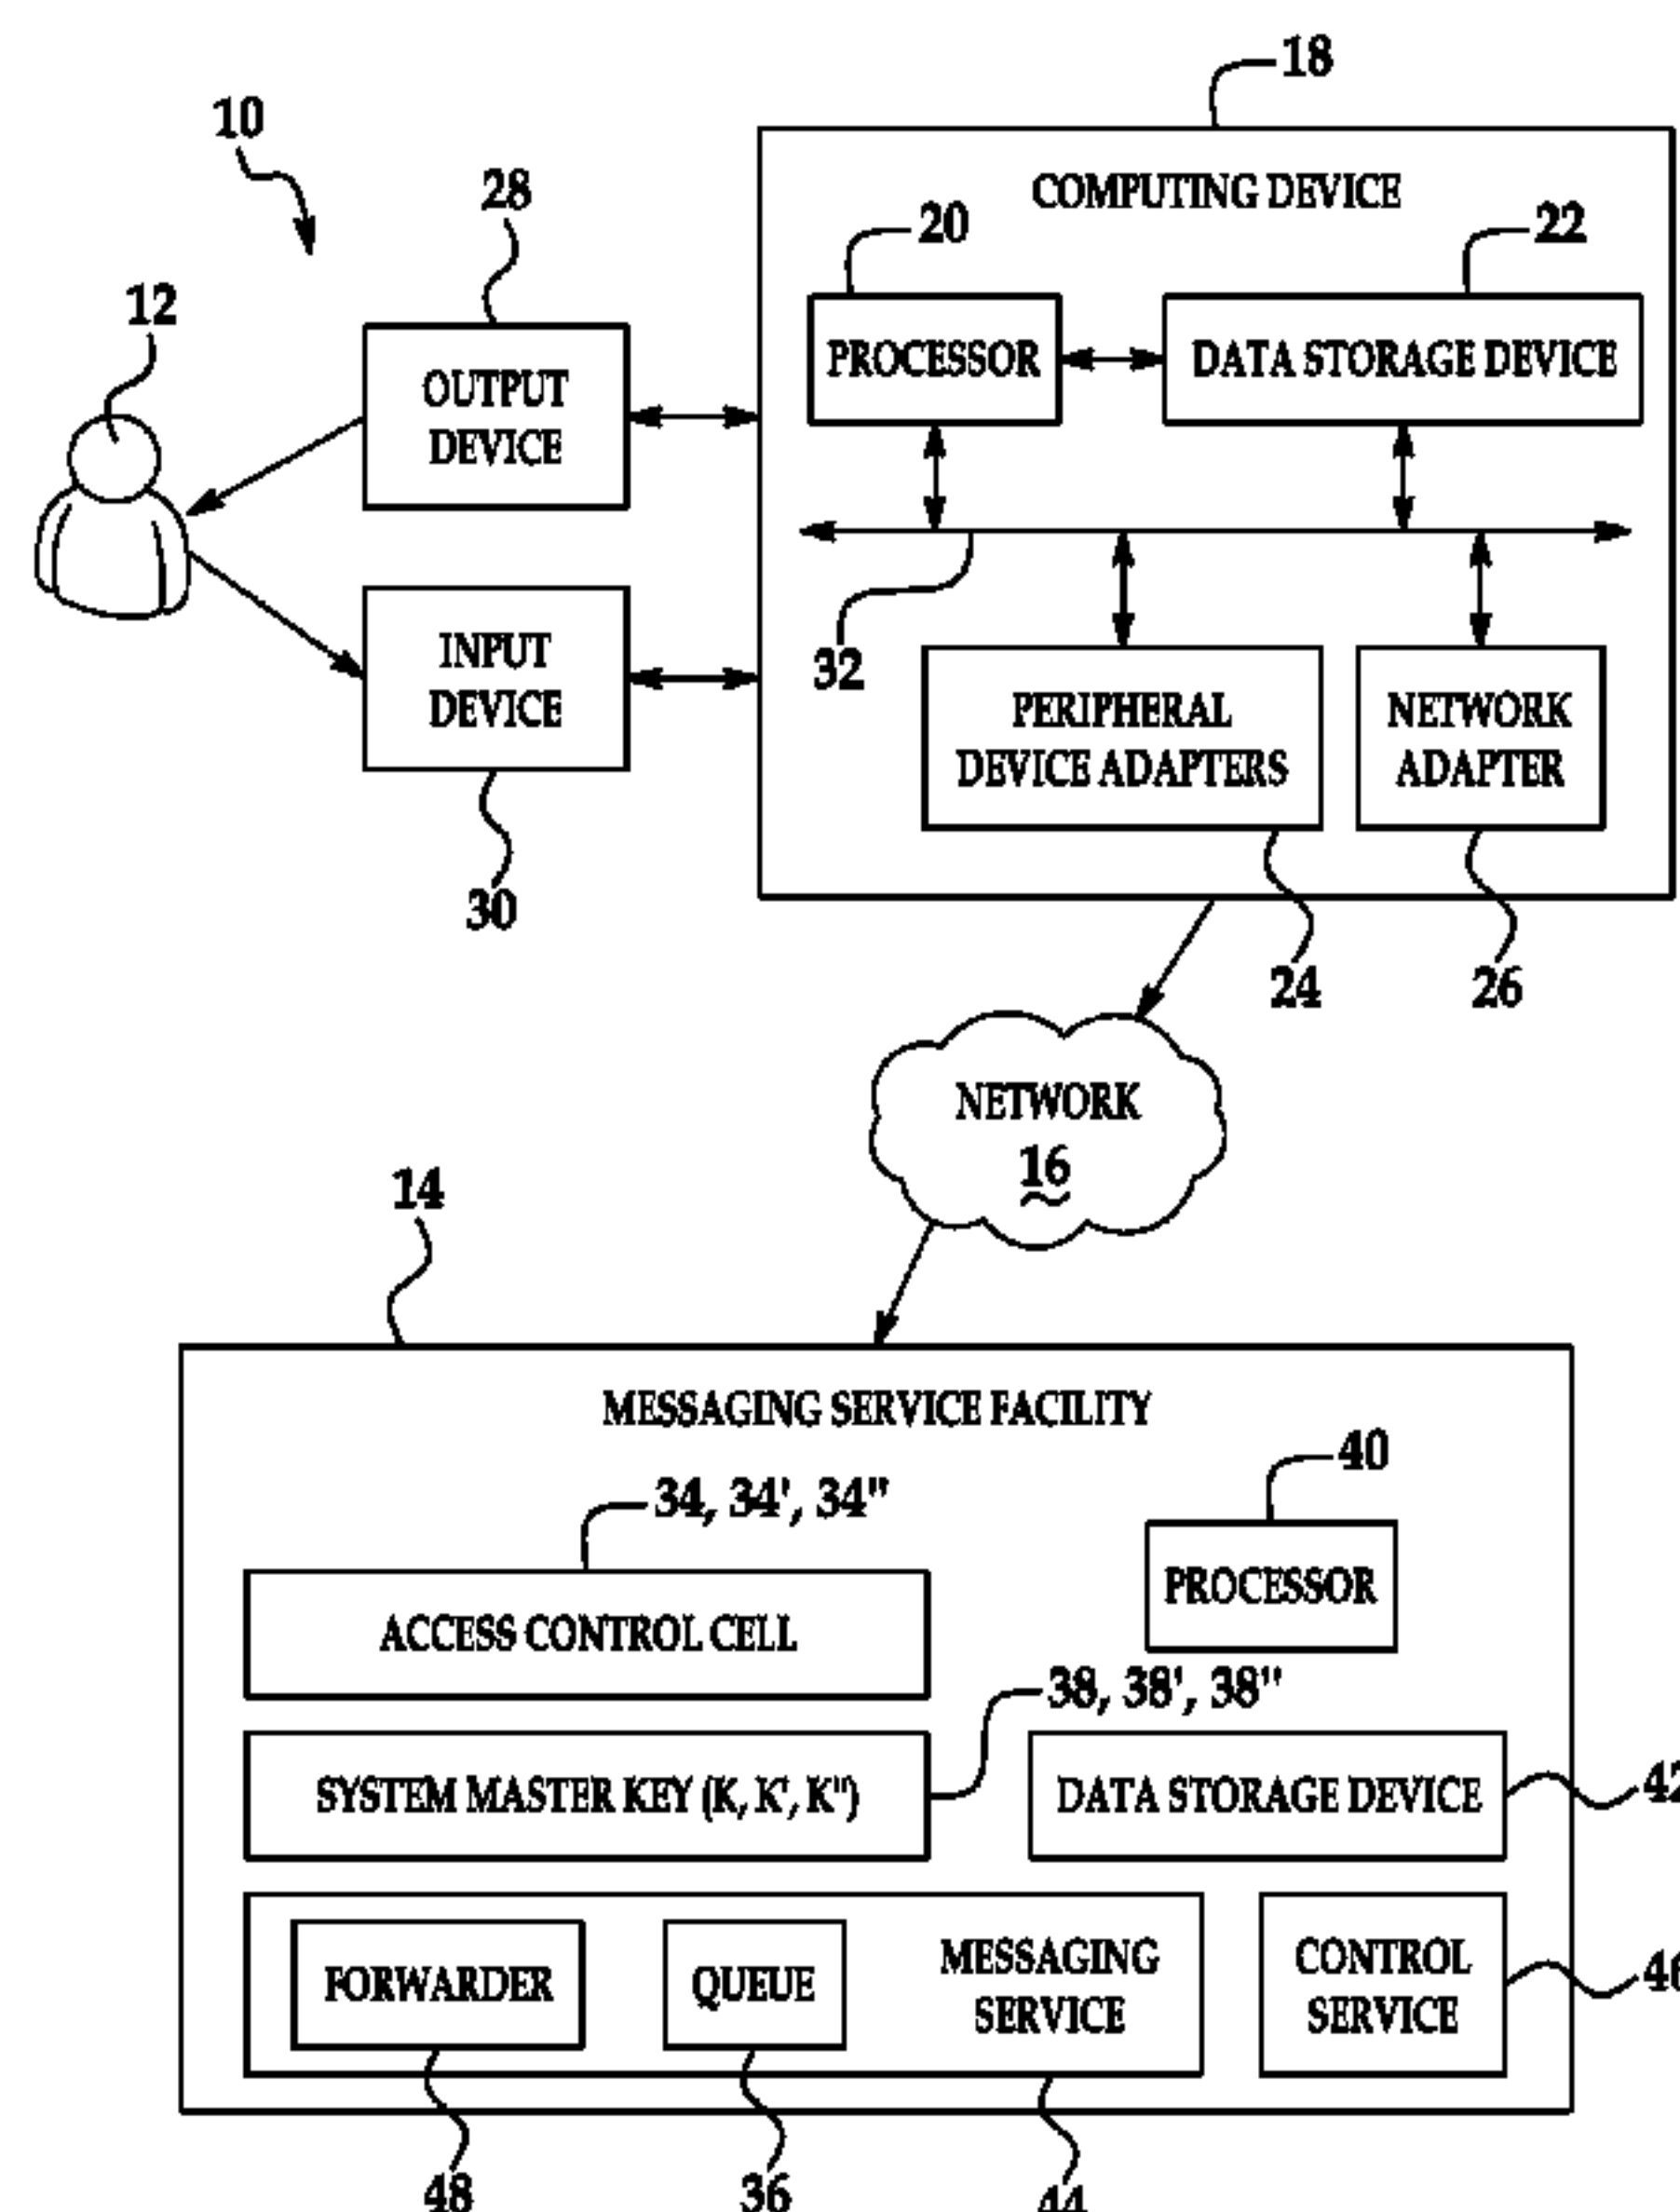 18
10
28
COMPUTING DEVICE
20
22
12
PROCESSOR
DATA STORAGE DEVICE
OUTPUT
DEVICE
INPUT
DEVICE
32
PERIPHERAL
DEVICE ADAPTERS
NETWORK
ADAPTER
30
24
26
NETWORK
16
14
MESSAGING SERVICE FACILITY
40
34, 34', 34"
PROCESSOR
ACCESS CONTROL CELL
38, 38', 38"
SYSTEM MASTER KEY (K, K', K")
DATA STORAGE DEVICE
42
FORWARDER
QUEUE
MESSAGING
SERVICE
CONTROL
SERVICE
46
48
36
44